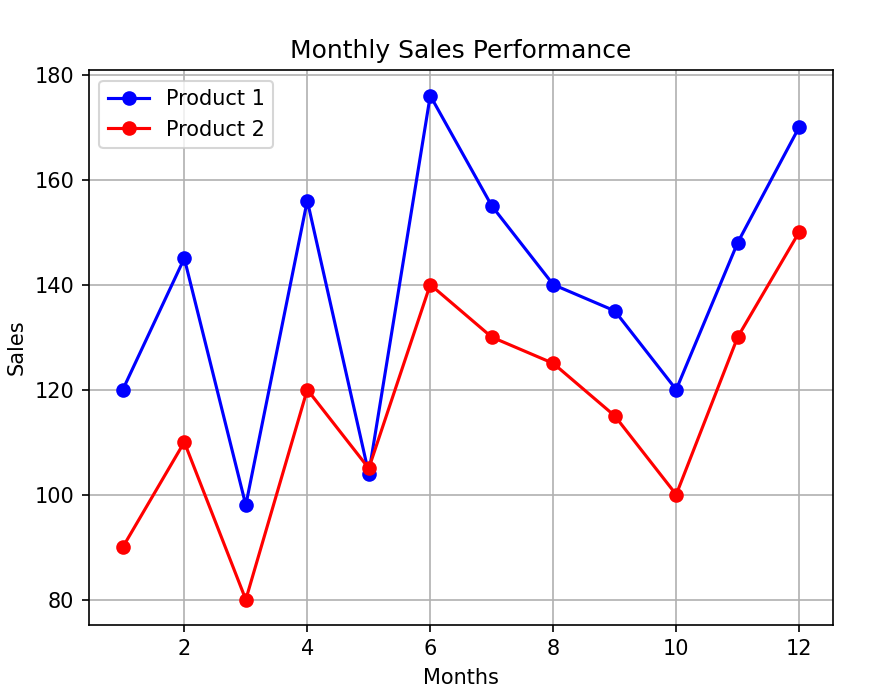 Monthly Sales Performance
180
160
140
120
100
80
Sales
Product 1
Product 2
2 4 6 8 10 12
Months